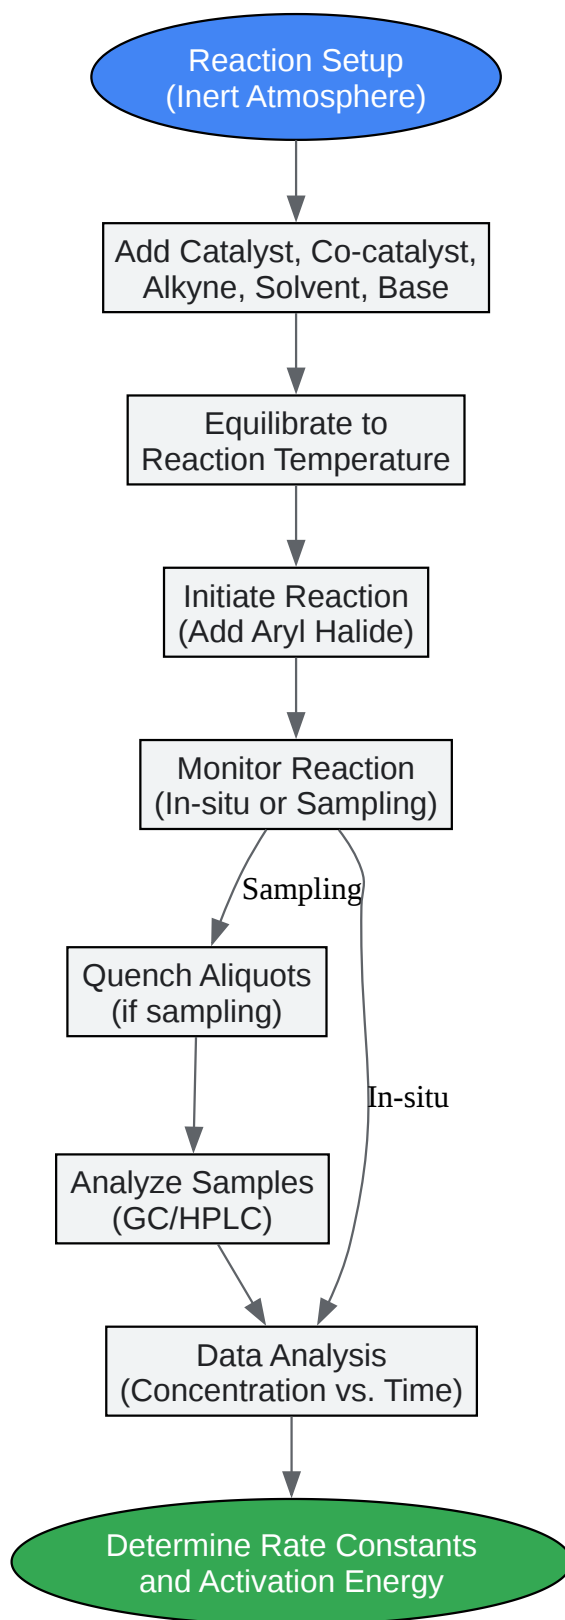 Reaction Setup
(Inert Atmosphere)
Add Catalyst, Co-catalyst,
Alkyne, Solvent, Base
Equilibrate to
Reaction Temperature
Initiate Reaction
(Add Aryl Halide)
Monitor Reaction
(In-situ or Sampling)
Sampling
Quench Aliquots
(if sampling)
In-situ
Analyze Samples
(GC/HPLC)
Data Analysis
(Concentration vs. Time)
Determine Rate Constants
and Activation Energy